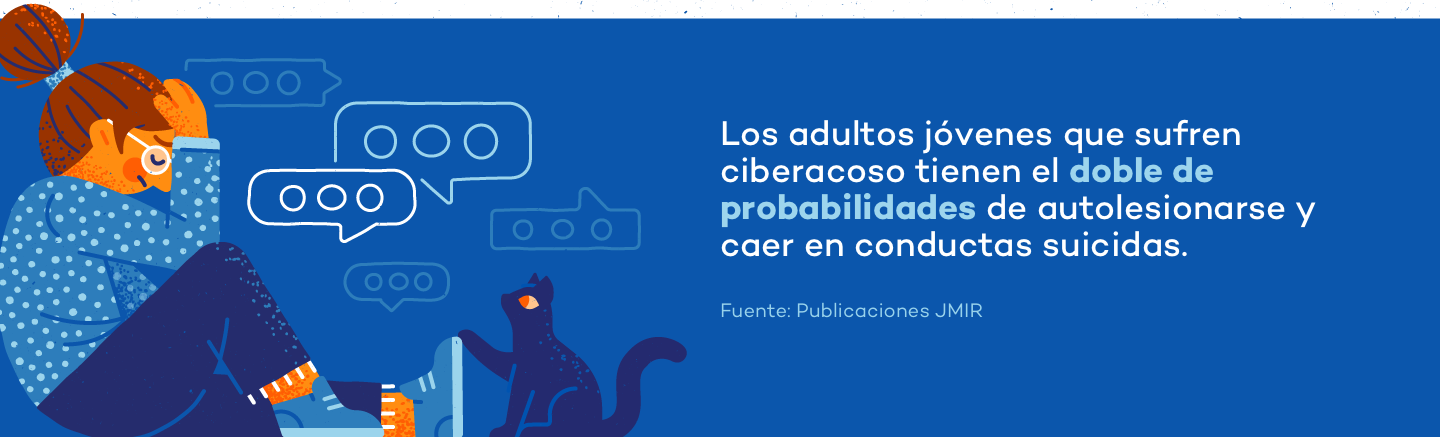 Los adultos jóvenes que sufren
ciberacoso tienen el doble de
probabilidades de autolesionarse y
caer en conductas suicidas.
Fuente: Publicaciones JMIR